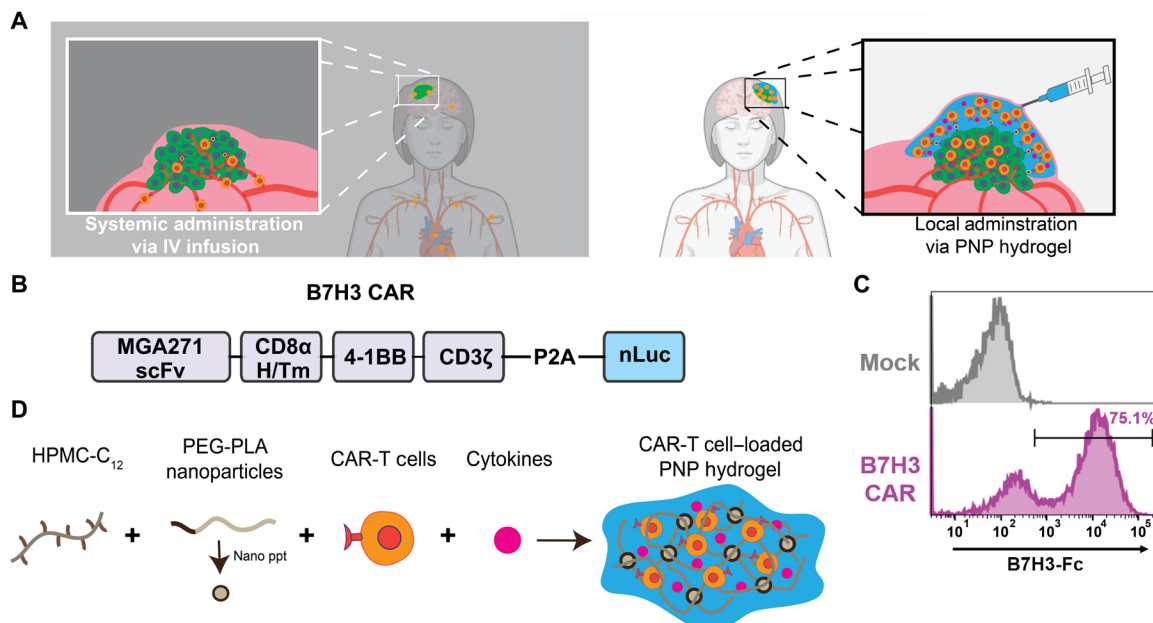 A
Systemic administration
via IV infusion
Local adminstration
via PNP hydrogel
B
B7H3 CAR
MGA271
scFv
CD8α
H/Tm
4-1BB
CD3ζ
P2A
nLuc
C
Mock
75.1%
B7H3
CAR
10¹ 10² 10³ 10⁴ 10⁵
B7H3-Fc
D
HPMC-C₁₂
PEG-PLA
nanoparticles
CAR-T cells
Cytokines
CAR-T cell–loaded
PNP hydrogel
+ + +
Nano ppt